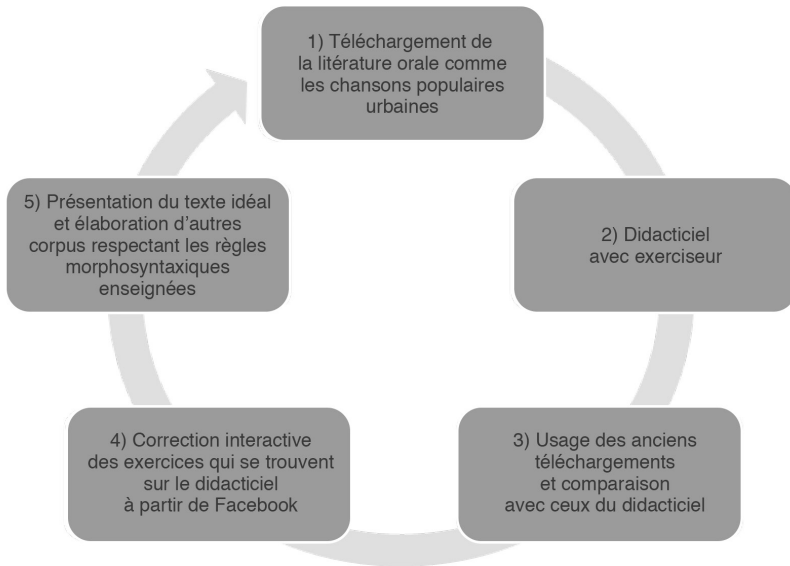 1) Téléchargement de
la litérature orale comme
les chansons populaires
urbaines
2) Didacticiel
avec exerciseur
3) Usage des anciens
téléchargements
et comparaison
avec ceux du didacticiel
4) Correction interactive
des exercices qui se trouvent
sur le didacticiel
à partir de Facebook
5) Présentation du texte idéal
et élaboration d'autres
corpus respectant les règles
morphosyntaxiques
enseignées